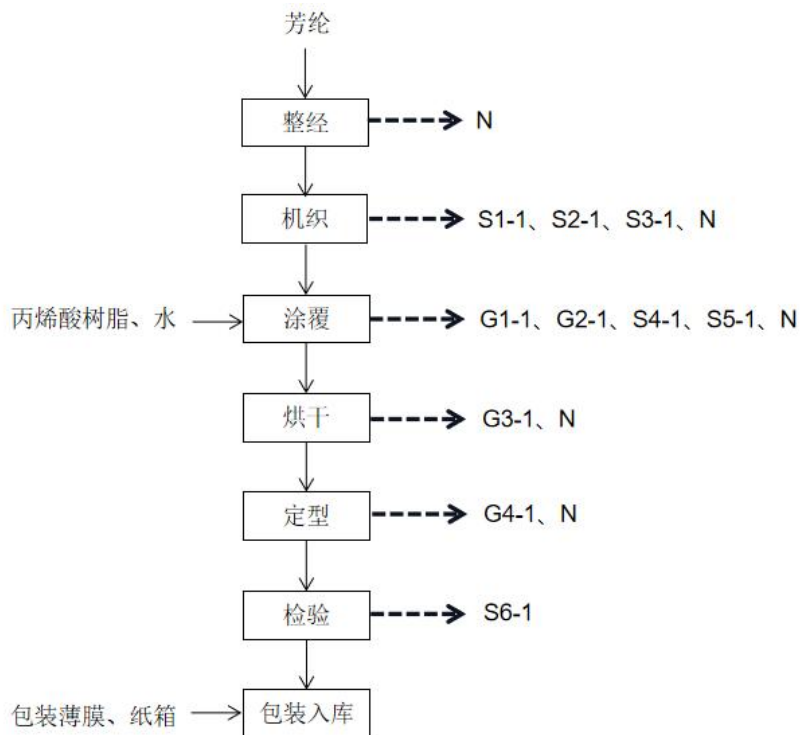 芳纶
整经
N
机织
S1-1、S2-1、S3-1、N
丙烯酸树脂、水
涂覆
G1-1、G2-1、S4-1、S5-1、N
烘干
G3-1、N
定型
G4-1、N
检验
S6-1
包装薄膜、纸箱
包装入库